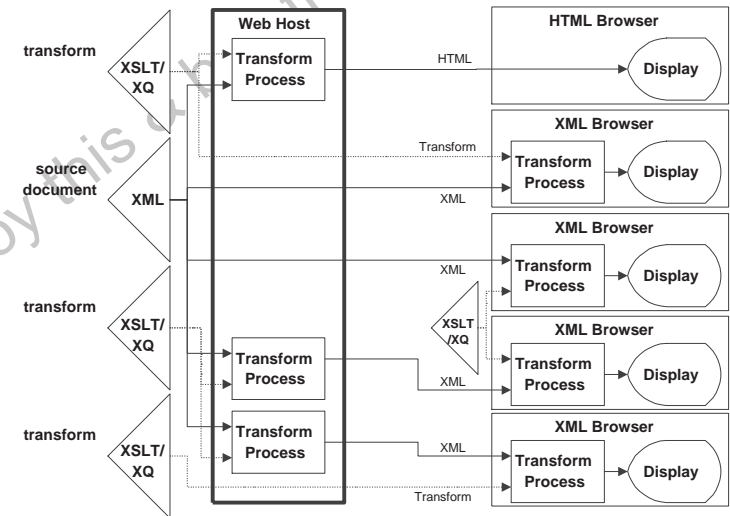 Web Host
HTML Browser
transform
XSLT/
XQ
Transform
Process
HTML
Display
XML Browser
Transform
Transform
Process
Display
source
document
XML
XML
XML Browser
XML
Transform
Process
Display
transform
XSLT/
XQ
XSLT
/XQ
XML Browser
Transform
Process
XML
Transform
Process
Display
transform
XSLT/
XQ
Transform
Process
XML
XML Browser
Transform
Process
Display
Transform
by this &